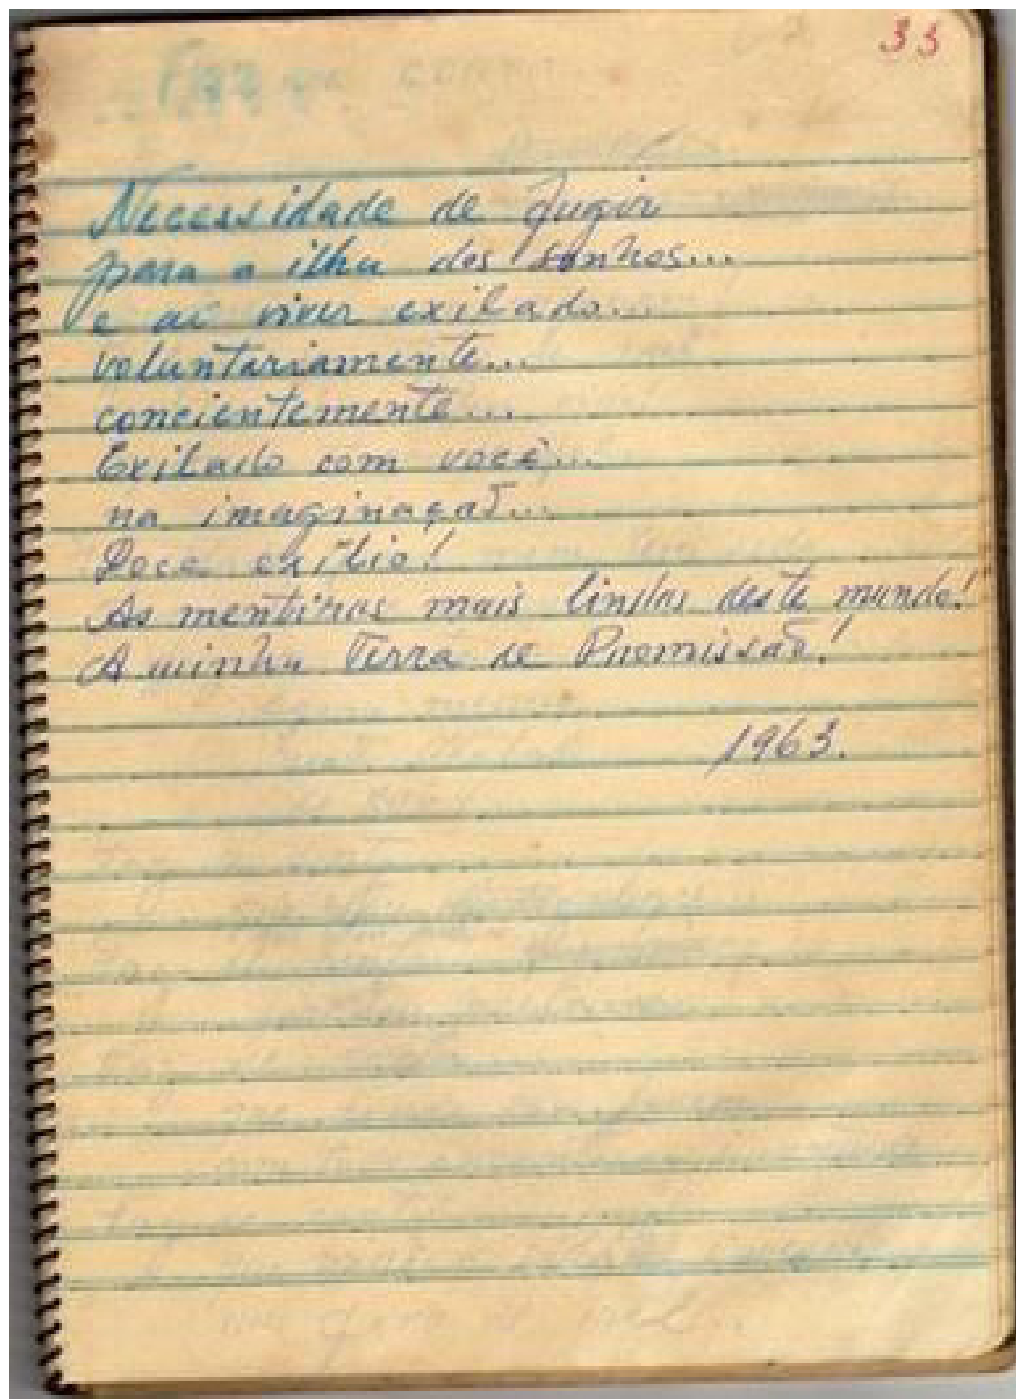 33
Necessidade de fugir
para a ilha dos sonhos...
e aí viver exilado...
voluntariamente...
concientemente...
Exilado com você...
na imaginação...
Doce exílio!
As mentiras mais lindas deste mundo!
A minha Terra de Promissão!
1963.